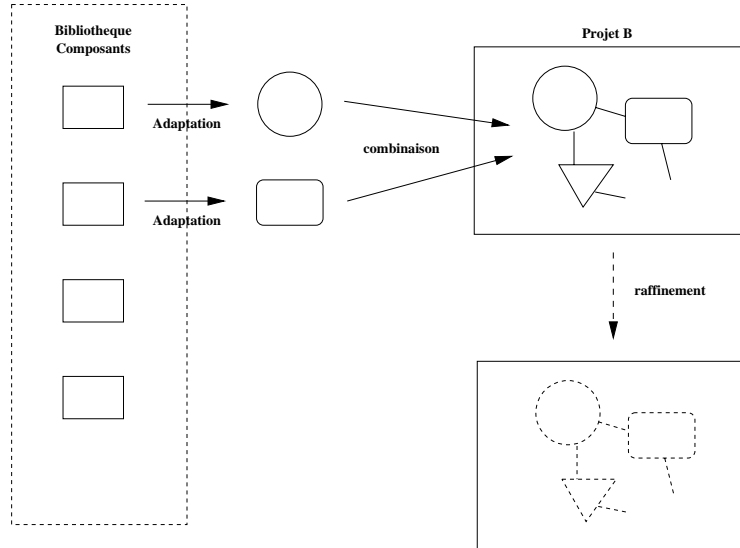 Bibliotheque
Composants
Projet B
Adaptation
combinaison
Adaptation
raffinement